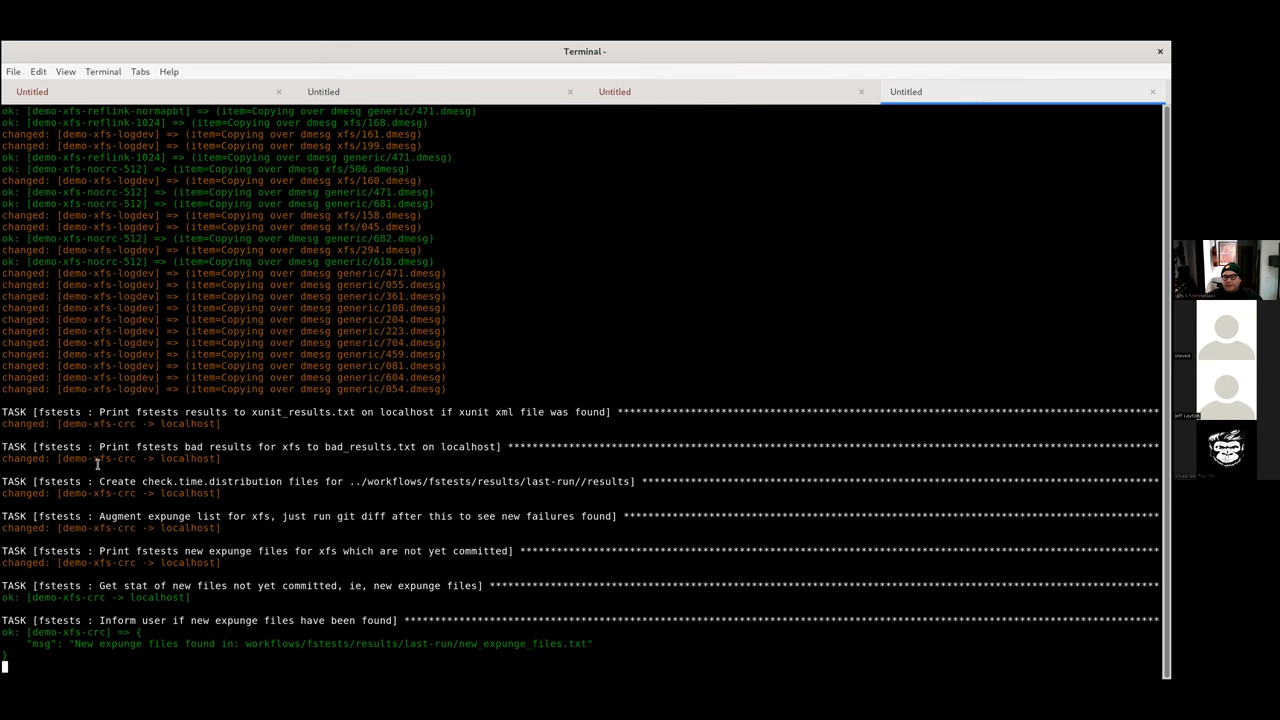 Terminal -
File Edit View Terminal Tabs Help
Untitled × Untitled × Untitled × Untitled ×
ok: [demo-xfs-reflink-normapbt] => (item=Copying over dmesg generic/471.dmesg)
ok: [demo-xfs-reflink-1024] => (item=Copying over dmesg xfs/168.dmesg)
changed: [demo-xfs-logdev] => (item=Copying over dmesg xfs/161.dmesg)
changed: [demo-xfs-logdev] => (item=Copying over dmesg xfs/199.dmesg)
ok: [demo-xfs-reflink-1024] => (item=Copying over dmesg generic/471.dmesg)
ok: [demo-xfs-nocrc-512] => (item=Copying over dmesg xfs/506.dmesg)
changed: [demo-xfs-logdev] => (item=Copying over dmesg xfs/160.dmesg)
ok: [demo-xfs-nocrc-512] => (item=Copying over dmesg generic/471.dmesg)
ok: [demo-xfs-nocrc-512] => (item=Copying over dmesg generic/681.dmesg)
changed: [demo-xfs-logdev] => (item=Copying over dmesg xfs/158.dmesg)
changed: [demo-xfs-logdev] => (item=Copying over dmesg xfs/045.dmesg)
ok: [demo-xfs-nocrc-512] => (item=Copying over dmesg generic/682.dmesg)
changed: [demo-xfs-logdev] => (item=Copying over dmesg xfs/294.dmesg)
ok: [demo-xfs-nocrc-512] => (item=Copying over dmesg generic/618.dmesg)
changed: [demo-xfs-logdev] => (item=Copying over dmesg generic/471.dmesg)
changed: [demo-xfs-logdev] => (item=Copying over dmesg generic/055.dmesg)
changed: [demo-xfs-logdev] => (item=Copying over dmesg generic/361.dmesg)
changed: [demo-xfs-logdev] => (item=Copying over dmesg generic/108.dmesg)
changed: [demo-xfs-logdev] => (item=Copying over dmesg generic/204.dmesg)
changed: [demo-xfs-logdev] => (item=Copying over dmesg generic/223.dmesg)
changed: [demo-xfs-logdev] => (item=Copying over dmesg generic/704.dmesg)
changed: [demo-xfs-logdev] => (item=Copying over dmesg generic/459.dmesg)
changed: [demo-xfs-logdev] => (item=Copying over dmesg generic/081.dmesg)
changed: [demo-xfs-logdev] => (item=Copying over dmesg generic/604.dmesg)
changed: [demo-xfs-logdev] => (item=Copying over dmesg generic/054.dmesg)
TASK [fstests : Print fstests results to xunit_results.txt on localhost if xunit xml file was found] ******************************************************************************************
changed: [demo-xfs-crc -> localhost]
TASK [fstests : Print fstests bad results for xfs to bad_results.txt on localhost] ************************************************************************************************************
changed: [demo-xfs-crc -> localhost]
TASK [fstests : Create check.time.distribution files for ../workflows/fstests/results/last-run//results] **************************************************************************************
changed: [demo-xfs-crc -> localhost]
TASK [fstests : Augment expunge list for xfs, just run git diff after this to see new failures found] *****************************************************************************************
changed: [demo-xfs-crc -> localhost]
TASK [fstests : Print fstests new expunge files for xfs which are not yet committed] **********************************************************************************************************
changed: [demo-xfs-crc -> localhost]
TASK [fstests : Get stat of new files not yet committed, ie, new expunge files] ***************************************************************************************************************
ok: [demo-xfs-crc -> localhost]
TASK [fstests : Inform user if new expunge files have been found] *****************************************************************************************************************************
ok: [demo-xfs-crc] => {
"msg": "New expunge files found in: workflows/fstests/results/last-run/new_expunge_files.txt"
}
steved
Jeff Layton